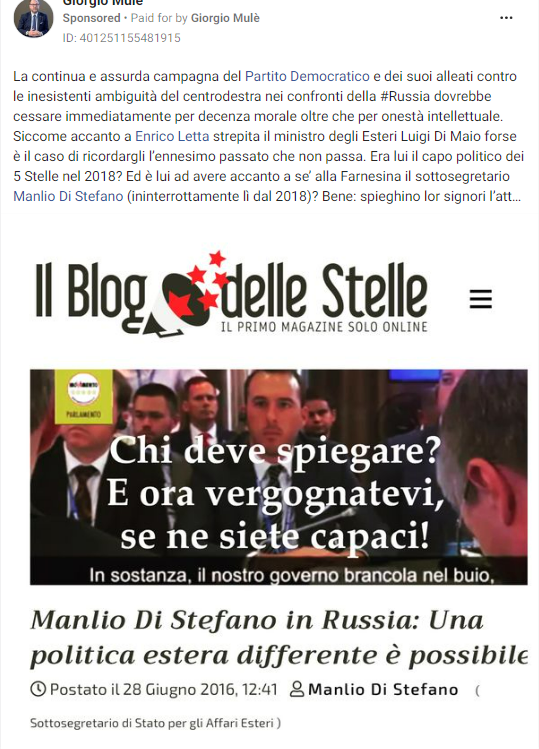 Giorgio Mulè
Sponsored • Paid for by Giorgio Mulè
ID: 401251155481915
La continua e assurda campagna del Partito Democratico e dei suoi alleati contro
le inesistenti ambiguità del centrodestra nei confronti della #Russia dovrebbe
cessare immediatamente per decenza morale oltre che per onestà intellettuale.
Siccome accanto a Enrico Letta strepita il ministro degli Esteri Luigi Di Maio forse
è il caso di ricordargli l'ennesimo passato che non passa. Era lui il capo politico dei
5 Stelle nel 2018? Ed è lui ad avere accanto a se' alla Farnesina il sottosegretario
Manlio Di Stefano (ininterrottamente lì dal 2018)? Bene: spieghino lor signori l'att...
Il Blog delle Stelle
IL PRIMO MAGAZINE SOLO ONLINE
MOVIMENTO
PARLAMENTO
Chi deve spiegare?
E ora vergognatevi,
se ne siete capaci!
In sostanza, il nostro governo brancola nel buio,
Manlio Di Stefano in Russia: Una
politica estera differente è possibile
Postato il 28 Giugno 2016, 12:41 Manlio Di Stefano (
Sottosegretario di Stato per gli Affari Esteri )